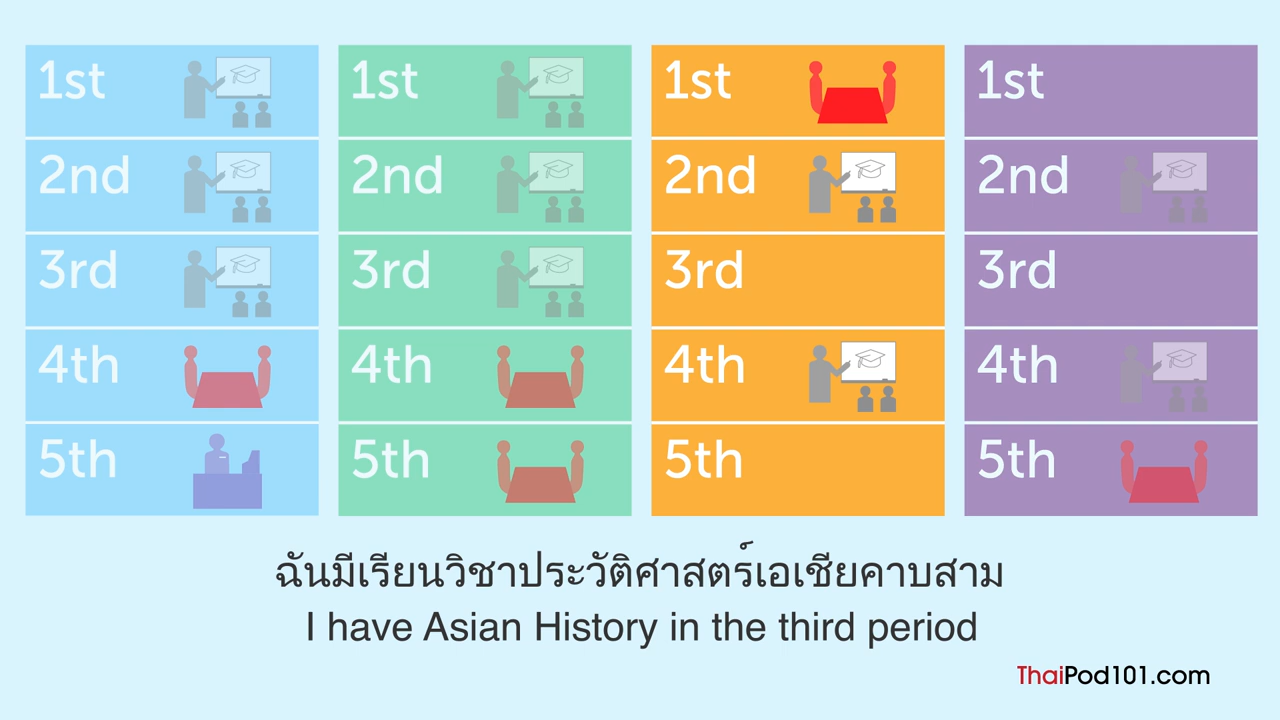 1st
2nd
3rd
4th
5th
1st
2nd
3rd
4th
5th
1st
2nd
3rd
4th
5th
1st
2nd
3rd
4th
5th
ฉันมีเรียนวิชาประวัติศาสตร์เอเชียคาบสาม
I have Asian History in the third period
ThaiPod101.com